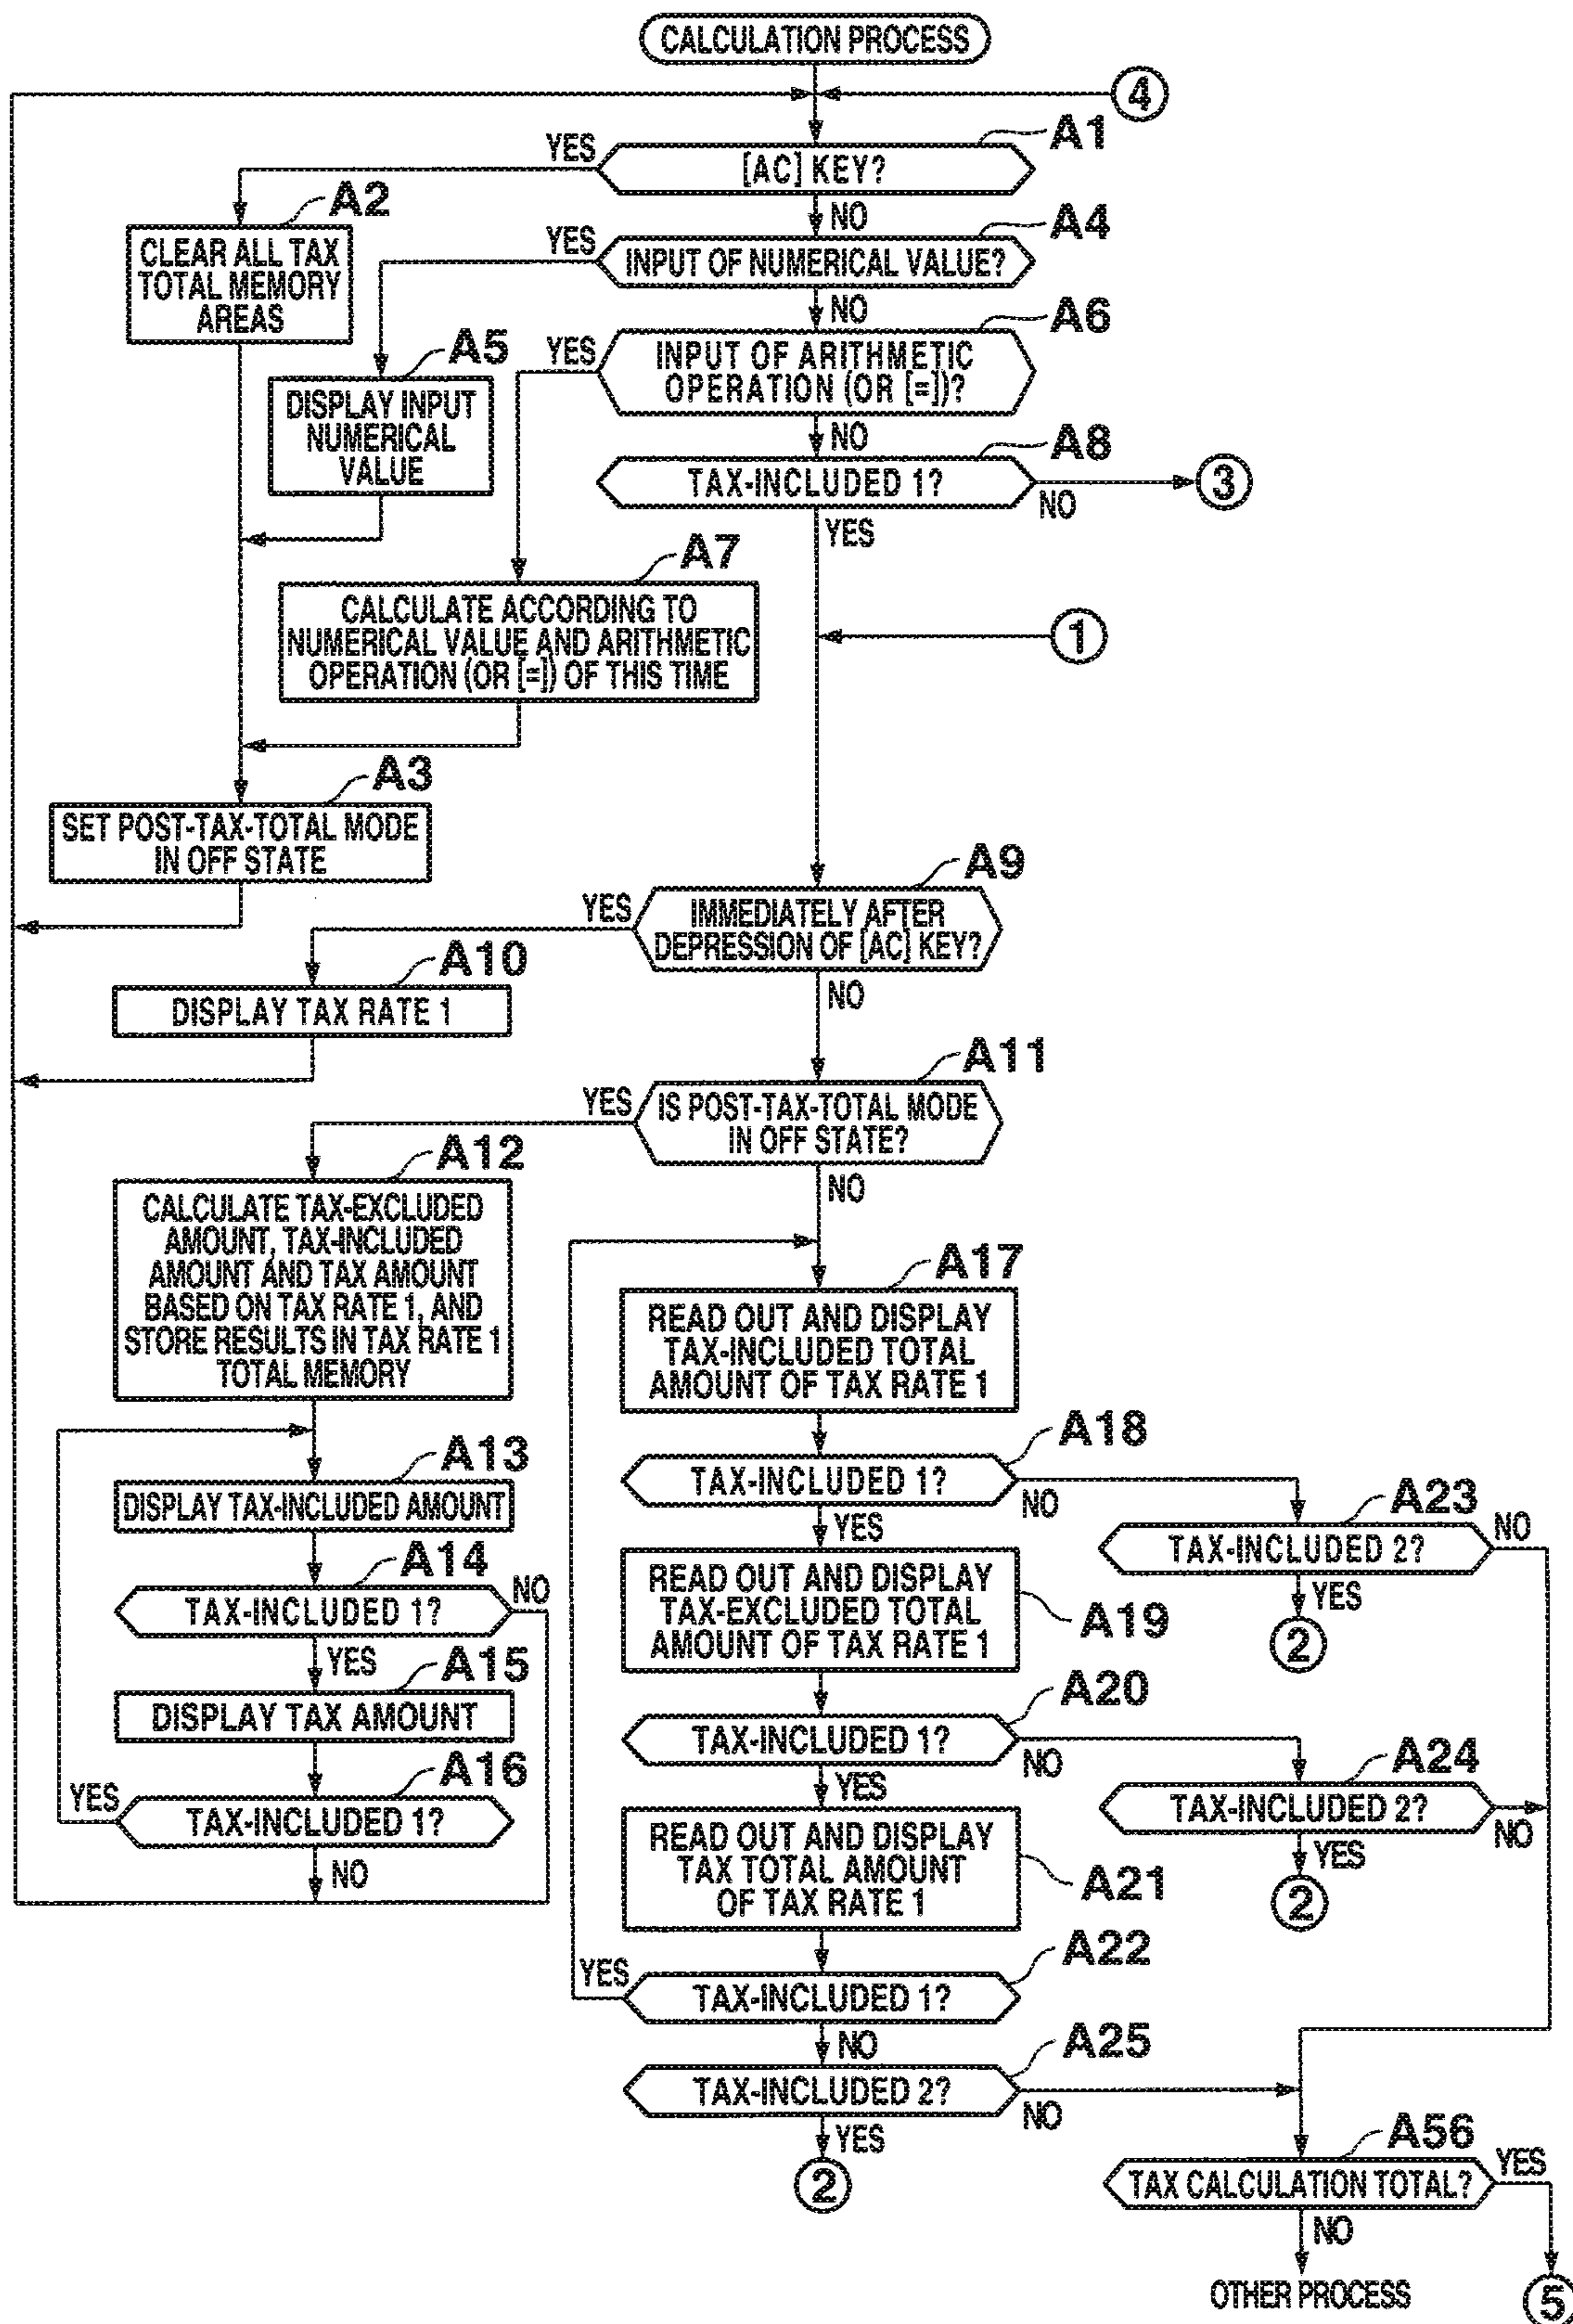 CALCULATION PROCESS
4
A1
YES
[AC] KEY?
NO
A2
CLEAR ALL TAX
TOTAL MEMORY
AREAS
A4
YES
INPUT OF NUMERICAL VALUE?
NO
A5
DISPLAY INPUT
NUMERICAL
VALUE
A6
YES
INPUT OF ARITHMETIC
OPERATION (OR [=])?
NO
A8
TAX-INCLUDED 1?
NO
3
YES
A7
CALCULATE ACCORDING TO
NUMERICAL VALUE AND ARITHMETIC
OPERATION (OR [=]) OF THIS TIME
1
A3
SET POST-TAX-TOTAL MODE
IN OFF STATE
A9
YES
IMMEDIATELY AFTER
DEPRESSION OF [AC] KEY?
NO
A10
DISPLAY TAX RATE 1
A11
YES
IS POST-TAX-TOTAL MODE
IN OFF STATE?
NO
A12
CALCULATE TAX-EXCLUDED
AMOUNT, TAX-INCLUDED
AMOUNT AND TAX AMOUNT
BASED ON TAX RATE 1, AND
STORE RESULTS IN TAX RATE 1
TOTAL MEMORY
A13
DISPLAY TAX-INCLUDED AMOUNT
A14
TAX-INCLUDED 1?
NO
YES
A15
DISPLAY TAX AMOUNT
A16
YES
TAX-INCLUDED 1?
NO
A17
READ OUT AND DISPLAY
TAX-INCLUDED TOTAL
AMOUNT OF TAX RATE 1
A18
TAX-INCLUDED 1?
NO
YES
A23
TAX-INCLUDED 2?
NO
YES
2
READ OUT AND DISPLAY
TAX-EXCLUDED TOTAL
AMOUNT OF TAX RATE 1
A19
A20
TAX-INCLUDED 1?
NO
YES
A24
TAX-INCLUDED 2?
NO
YES
2
READ OUT AND DISPLAY
TAX TOTAL AMOUNT
OF TAX RATE 1
A21
A22
YES
TAX-INCLUDED 1?
NO
A25
TAX-INCLUDED 2?
NO
YES
2
A56
TAX CALCULATION TOTAL?
YES
NO
OTHER PROCESS
5